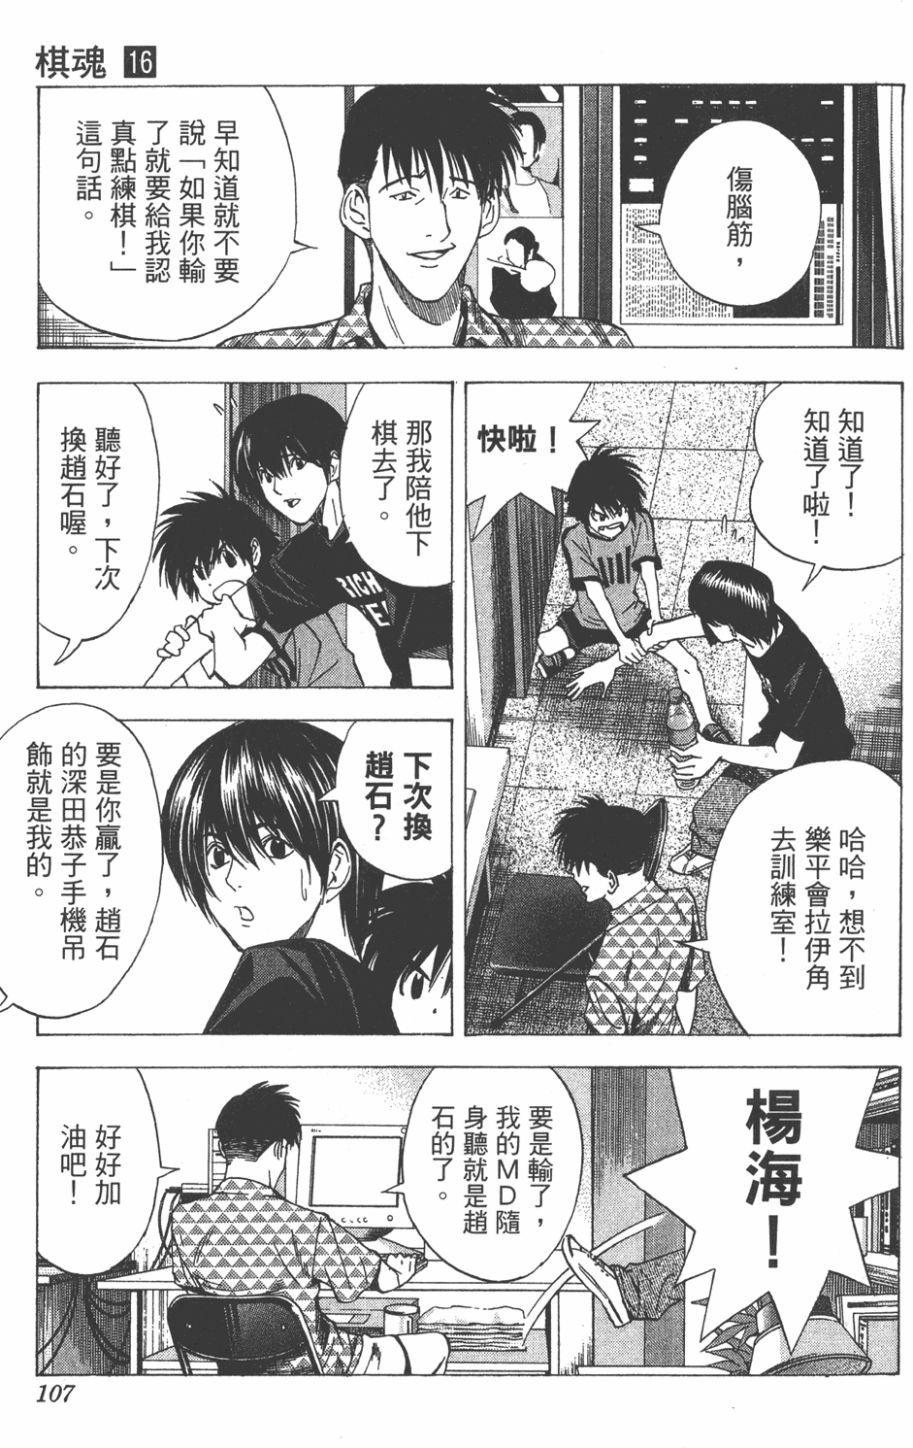 棋魂 16
傷腦筋，
早知道就不要
說「如果你輸
了就要給我認
真點練棋！」
這句話。
知道了！
知道了啦！
快啦！
哈哈，想不到
樂平會拉伊角
去訓練室！
那我陪他下
棋去了。
聽好了，下次
換趙石喔。
RICH
下次換
趙石？
要是你贏了，趙石
的深田恭子手機吊
飾就是我的。
楊海！
要是輸了，
我的MD隨
身聽就是趙
石的了。
好好加
油吧！
107